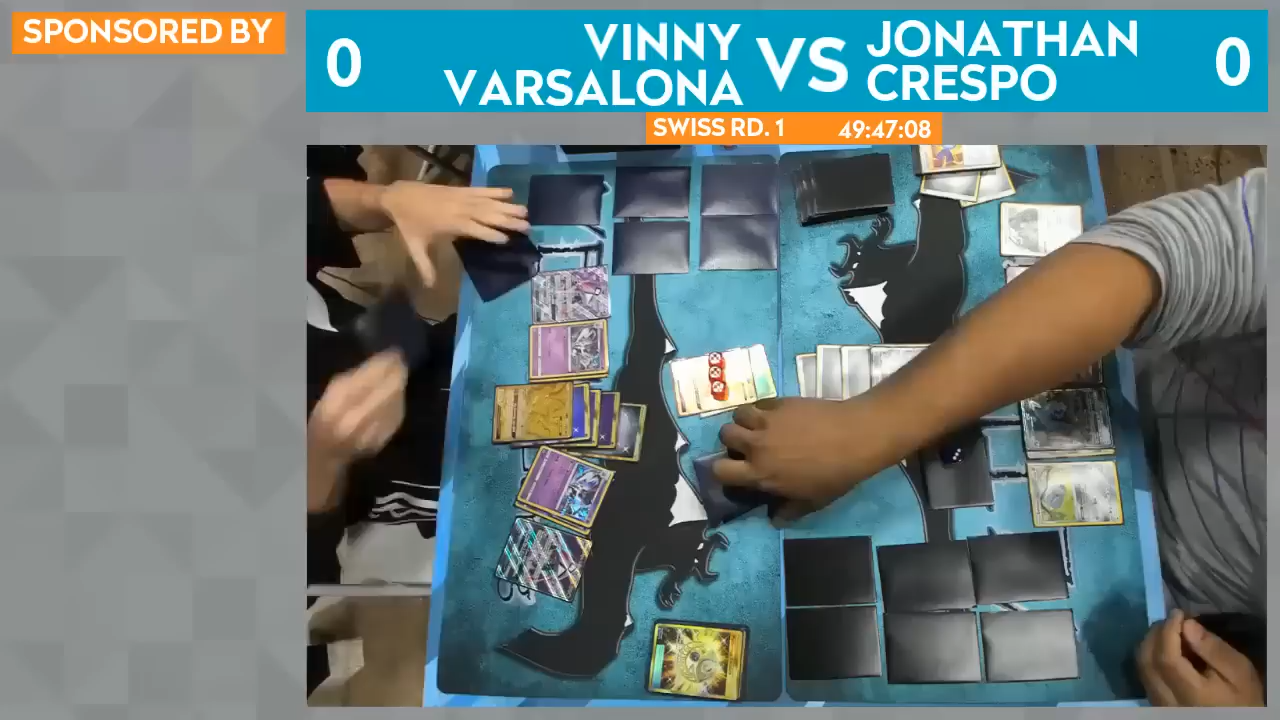 SPONSORED BY
0
VINNY
VARSALONA
VS
JONATHAN
CRESPO
0
SWISS RD. 1
49:47:08